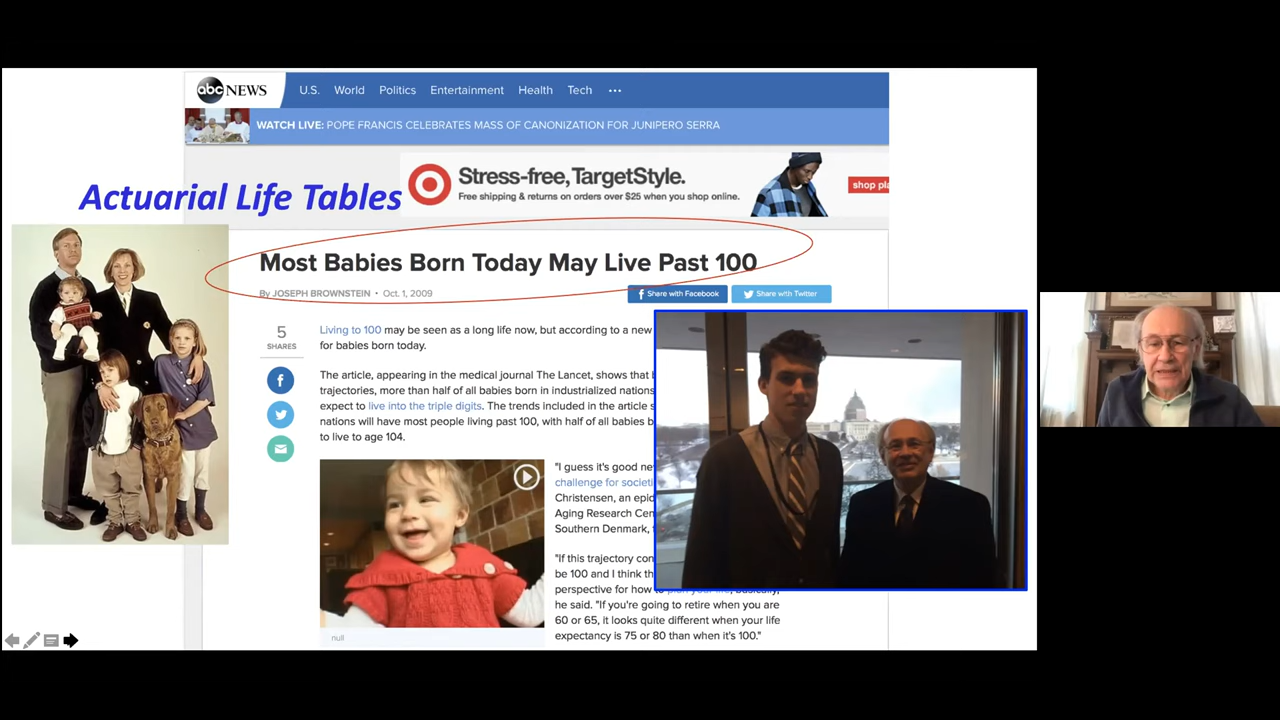 abc NEWS
U.S. World Politics Entertainment Health Tech ...
WATCH LIVE: POPE FRANCIS CELEBRATES MASS OF CANONIZATION FOR JUNIPERO SERRA
Stress-free, TargetStyle.
Free shipping & returns on orders over $25 when you shop online.
shop pla
Actuarial Life Tables
Most Babies Born Today May Live Past 100
By JOSEPH BROWNSTEIN • Oct. 1, 2009
Share with Facebook
Share with Twitter
5
SHARES
Living to 100 may be seen as a long life now, but according to a new
for babies born today.
The article, appearing in the medical journal The Lancet, shows that
trajectories, more than half of all babies born in industrialized nations
expect to live into the triple digits. The trends included in the article
nations will have most people living past 100, with half of all babies
to live to age 104.
"I guess it's good
challenge for
Christensen, an
Aging Research
Southern Denmark,
"If this trajectory
be 100 and I think
perspective for how to plan your life, basically,"
he said. "If you're going to retire when you are
60 or 65, it looks quite different when your life
expectancy is 75 or 80 than when it's 100."
null